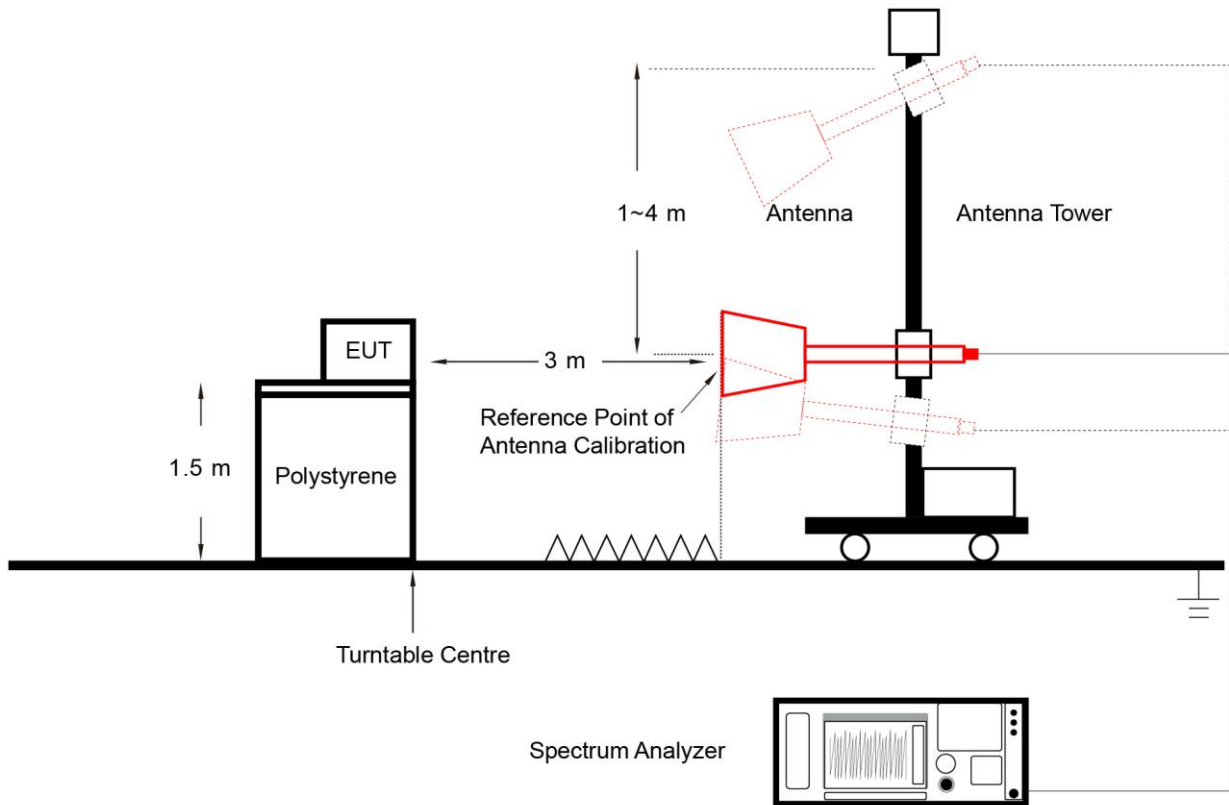 1~4 m
Antenna
Antenna Tower
EUT
3 m
Reference Point of
Antenna Calibration
1.5 m
Polystyrene
Turntable Centre
Spectrum Analyzer